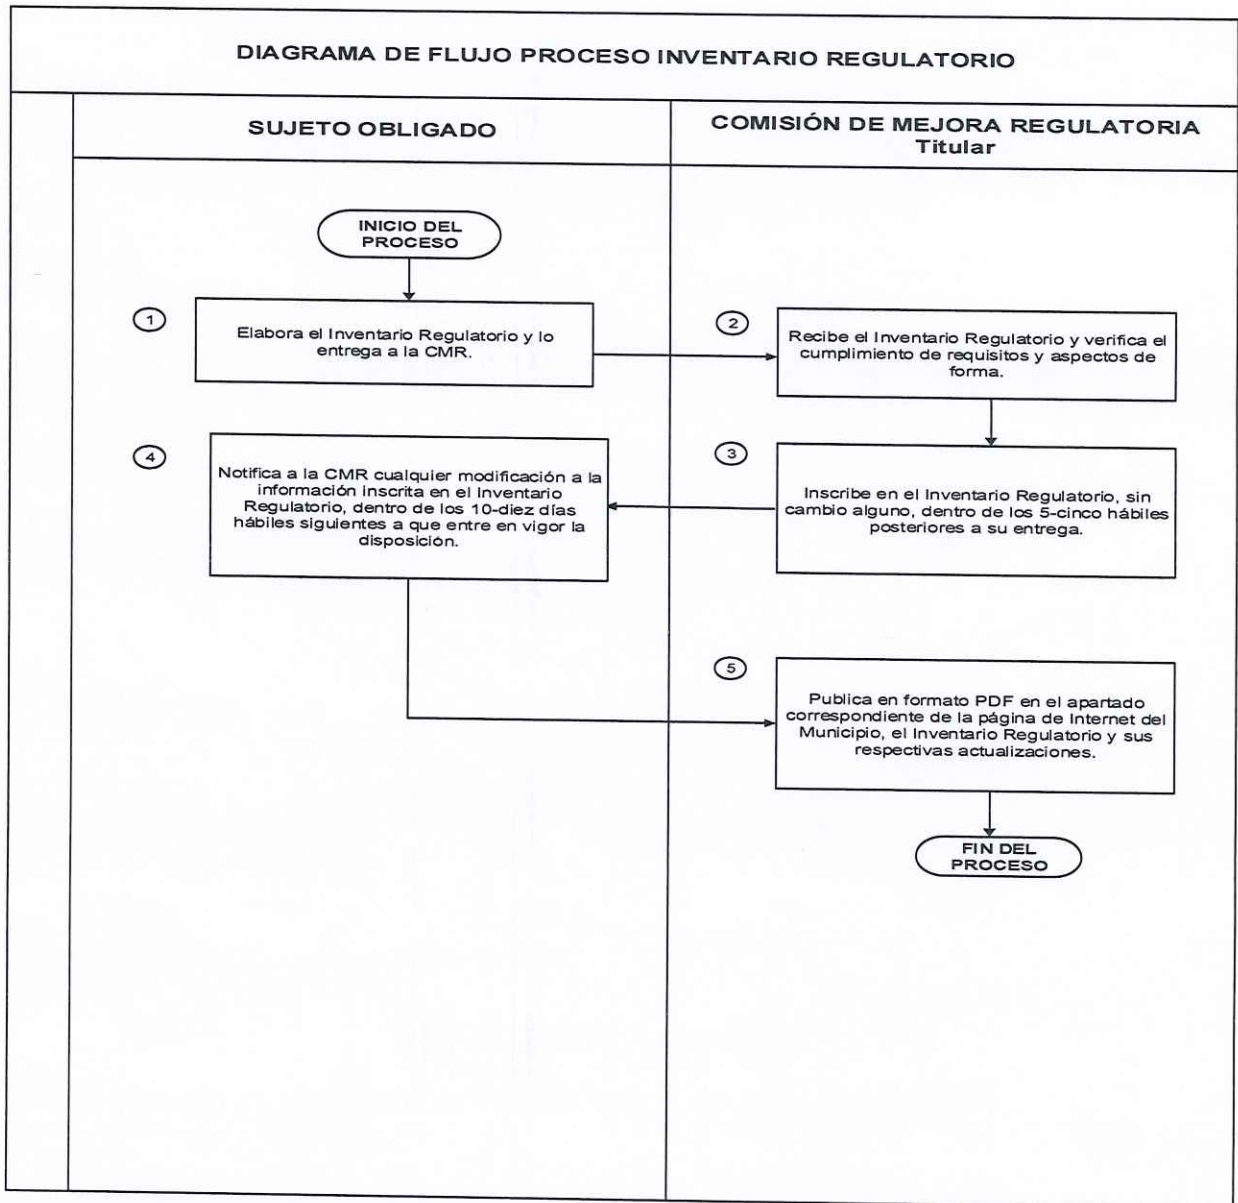 DIAGRAMA DE FLUJO PROCESO INVENTARIO REGULATORIO
SUJETO OBLIGADO
COMISIÓN DE MEJORA REGULATORIA
Titular
INICIO DEL
PROCESO
1
Elabora el Inventario Regulatorio y lo
entrega a la CMR.
2
Recibe el Inventario Regulatorio y verifica el
cumplimiento de requisitos y aspectos de
forma.
3
Inscribe en el Inventario Regulatorio, sin
cambio alguno, dentro de los 5-cinco hábiles
posteriores a su entrega.
4
Notifica a la CMR cualquier modificación a la
información inscrita en el Inventario
Regulatorio, dentro de los 10-diez días
hábiles siguientes a que entre en vigor la
disposición.
5
Publica en formato PDF en el apartado
correspondiente de la página de Internet del
Municipio, el Inventario Regulatorio y sus
respectivas actualizaciones.
FIN DEL
PROCESO